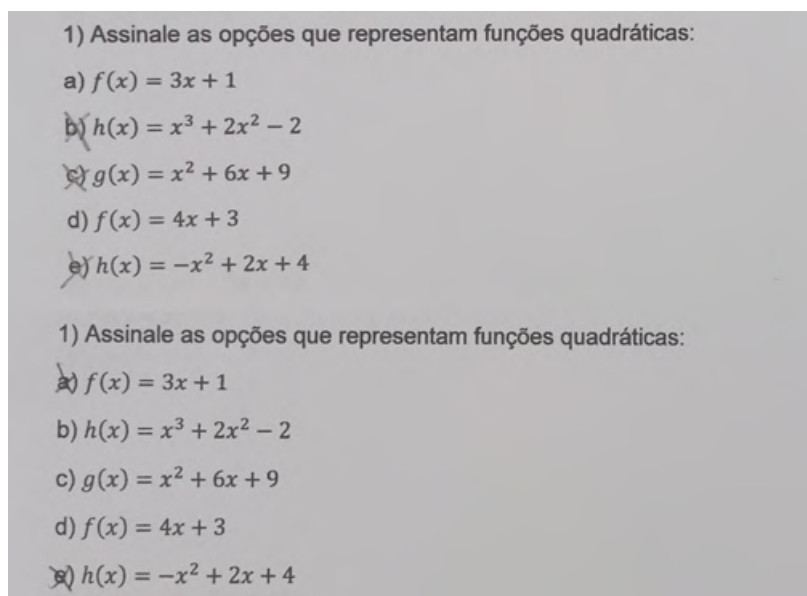 1) Assinale as opções que representam funções quadráticas:
a) f(x) = 3x + 1
b) h(x) = x³ + 2x² − 2
c) g(x) = x² + 6x + 9
d) f(x) = 4x + 3
e) h(x) = −x² + 2x + 4
1) Assinale as opções que representam funções quadráticas:
a) f(x) = 3x + 1
b) h(x) = x³ + 2x² − 2
c) g(x) = x² + 6x + 9
d) f(x) = 4x + 3
e) h(x) = −x² + 2x + 4